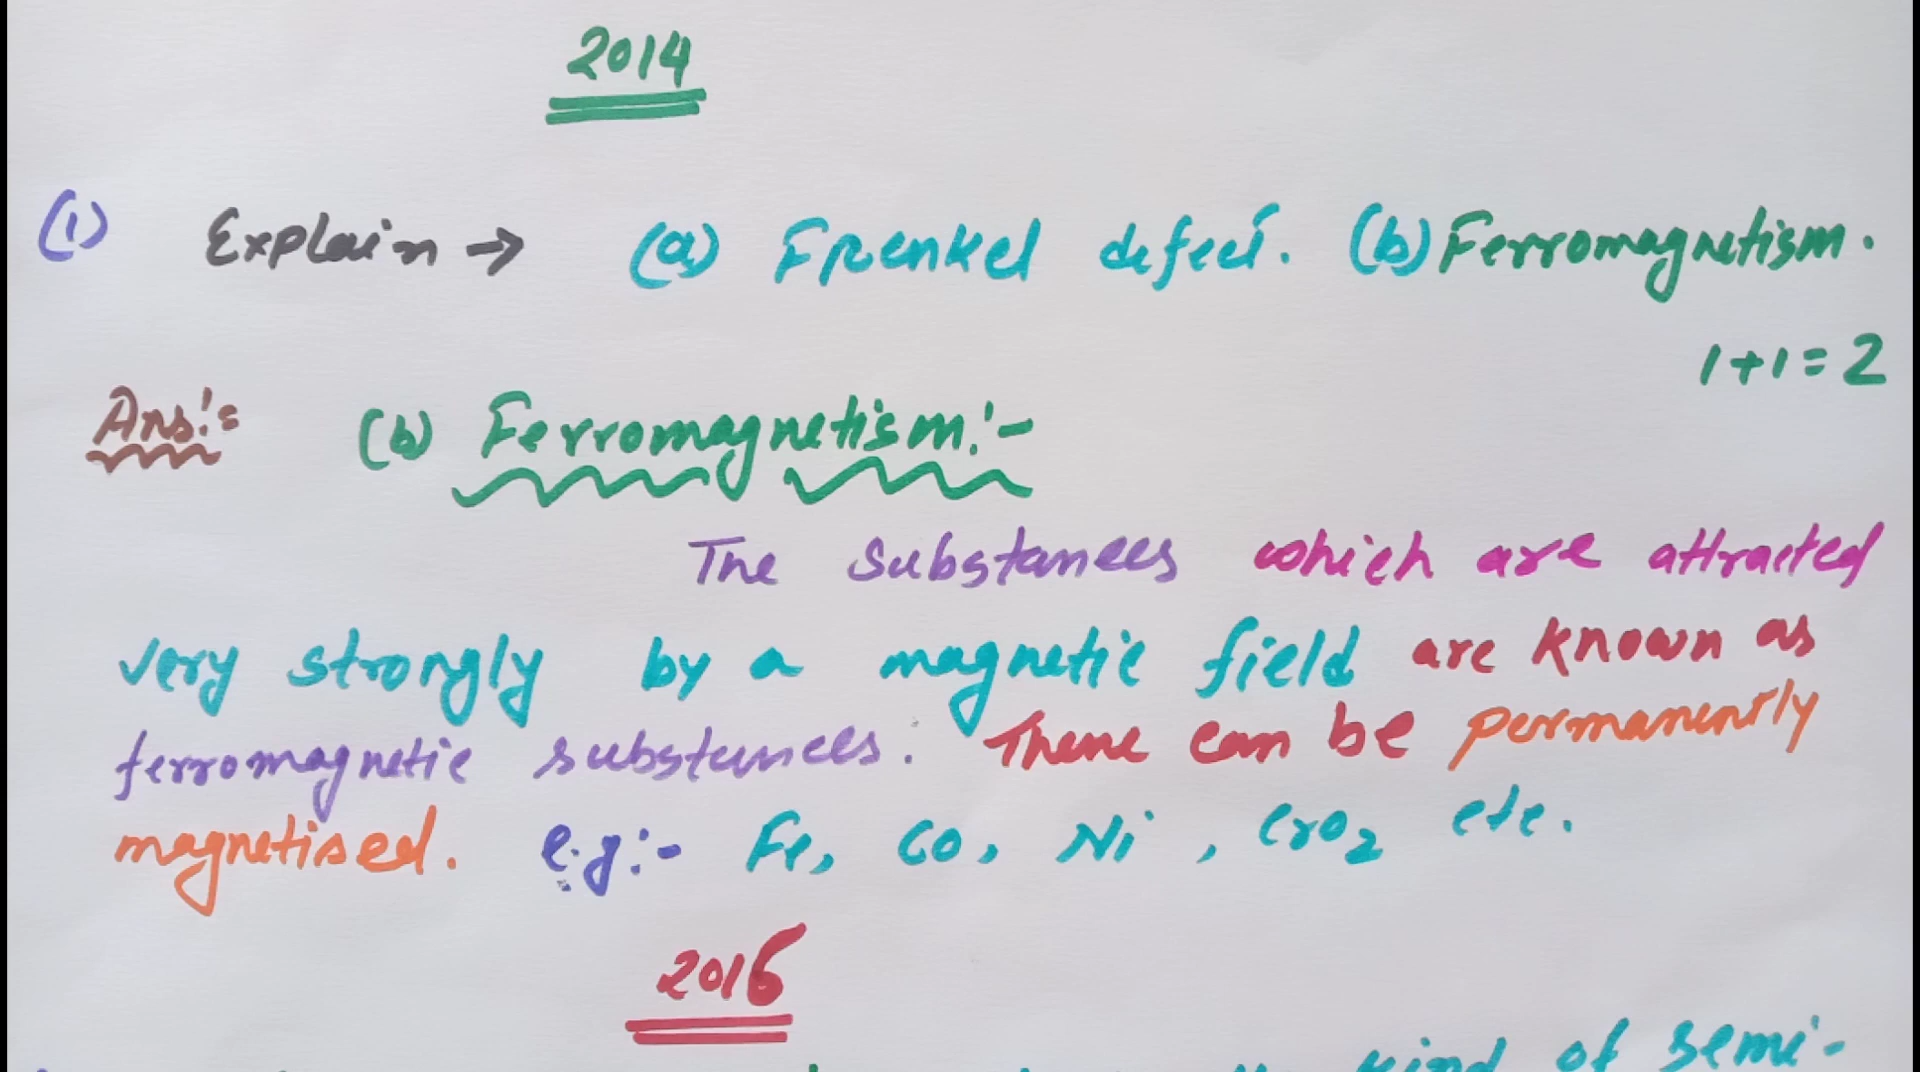 2014
(1) Explain → (a) Frenkel defect. (b) Ferromagnetism.
1+1=2
Ans:- (b) Ferromagnetism:-
The substances which are attracted
very strongly by a magnetic field are known as
ferromagnetic substances. These can be permanently
magnetised. e.g:- Fe, Co, Ni, CrO₂ etc.
2016
kind of semi-